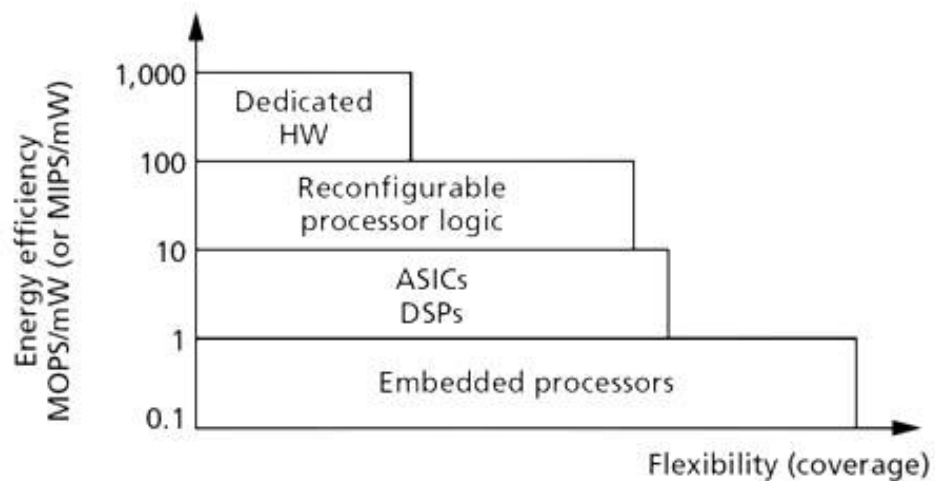 Energy efficiency
MOPS/mW (or MIPS/mW)
1,000
100
10
1
0.1
Dedicated
HW
Reconfigurable
processor logic
ASICs
DSPs
Embedded processors
Flexibility (coverage)